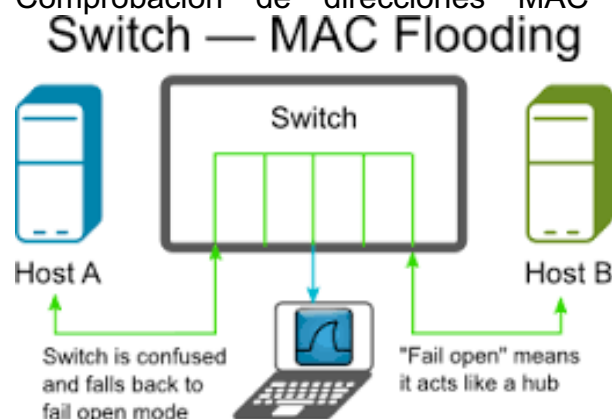 Comprobación de direcciones MAC
Switch — MAC Flooding
Switch
Host A
Host B
Switch is confused
and falls back to
fail open mode
"Fail open" means
it acts like a hub